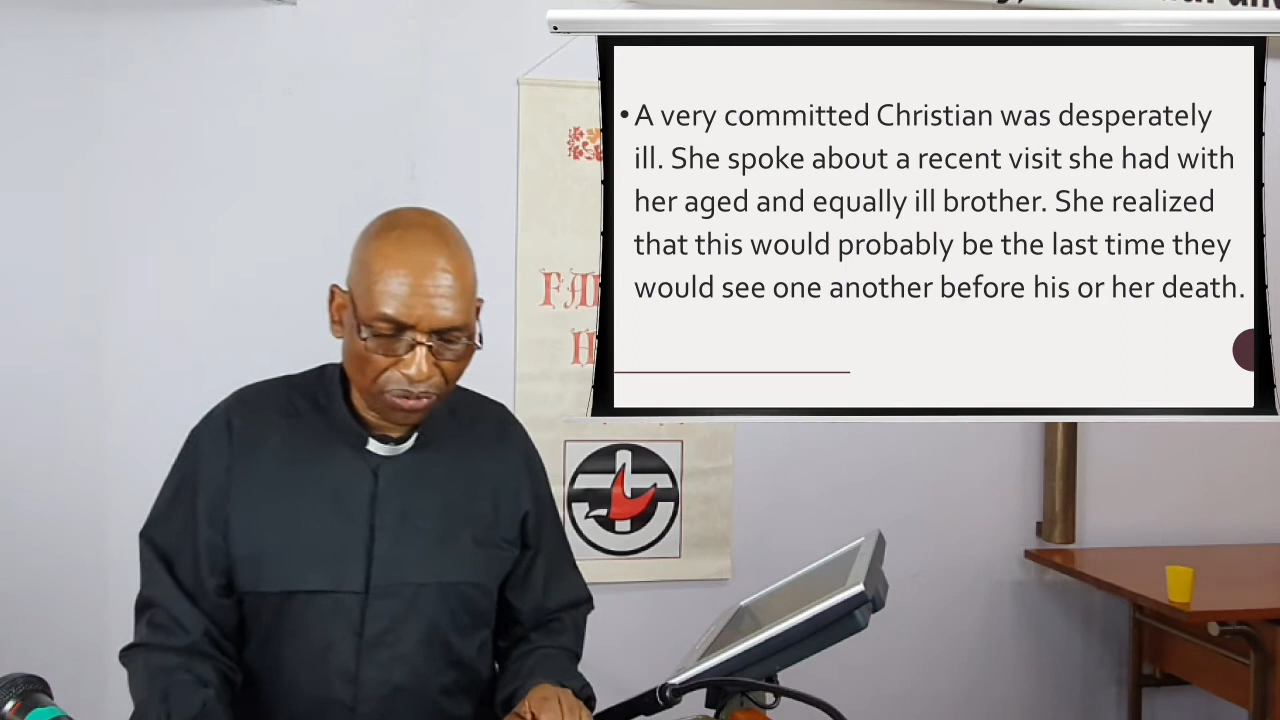 • A very committed Christian was desperately
ill. She spoke about a recent visit she had with
her aged and equally ill brother. She realized
that this would probably be the last time they
would see one another before his or her death.